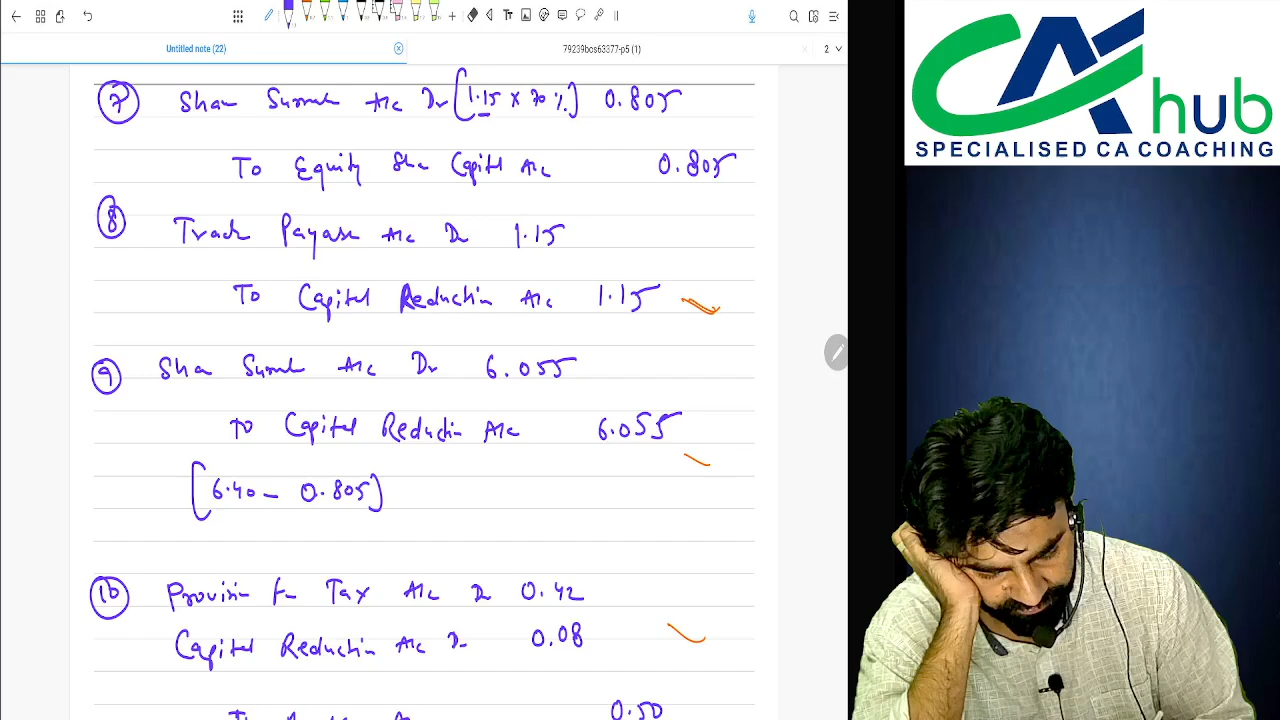 Untitled note (22)
79239bos63377-p5 (1)
2
CA hub
SPECIALISED CA COACHING
7 Share Surrender A/c Dr [1.15 x 70%] 0.805
To Equity Share Capital A/c 0.805
8 Trade Payable A/c Dr 1.15
To Capital Reduction A/c 1.15
9 Share Surrender A/c Dr 6.055
To Capital Reduction A/c 6.055
[6.40 - 0.805]
10 Provision for Tax A/c Dr 0.42
Capital Reduction A/c Dr 0.08
0.50